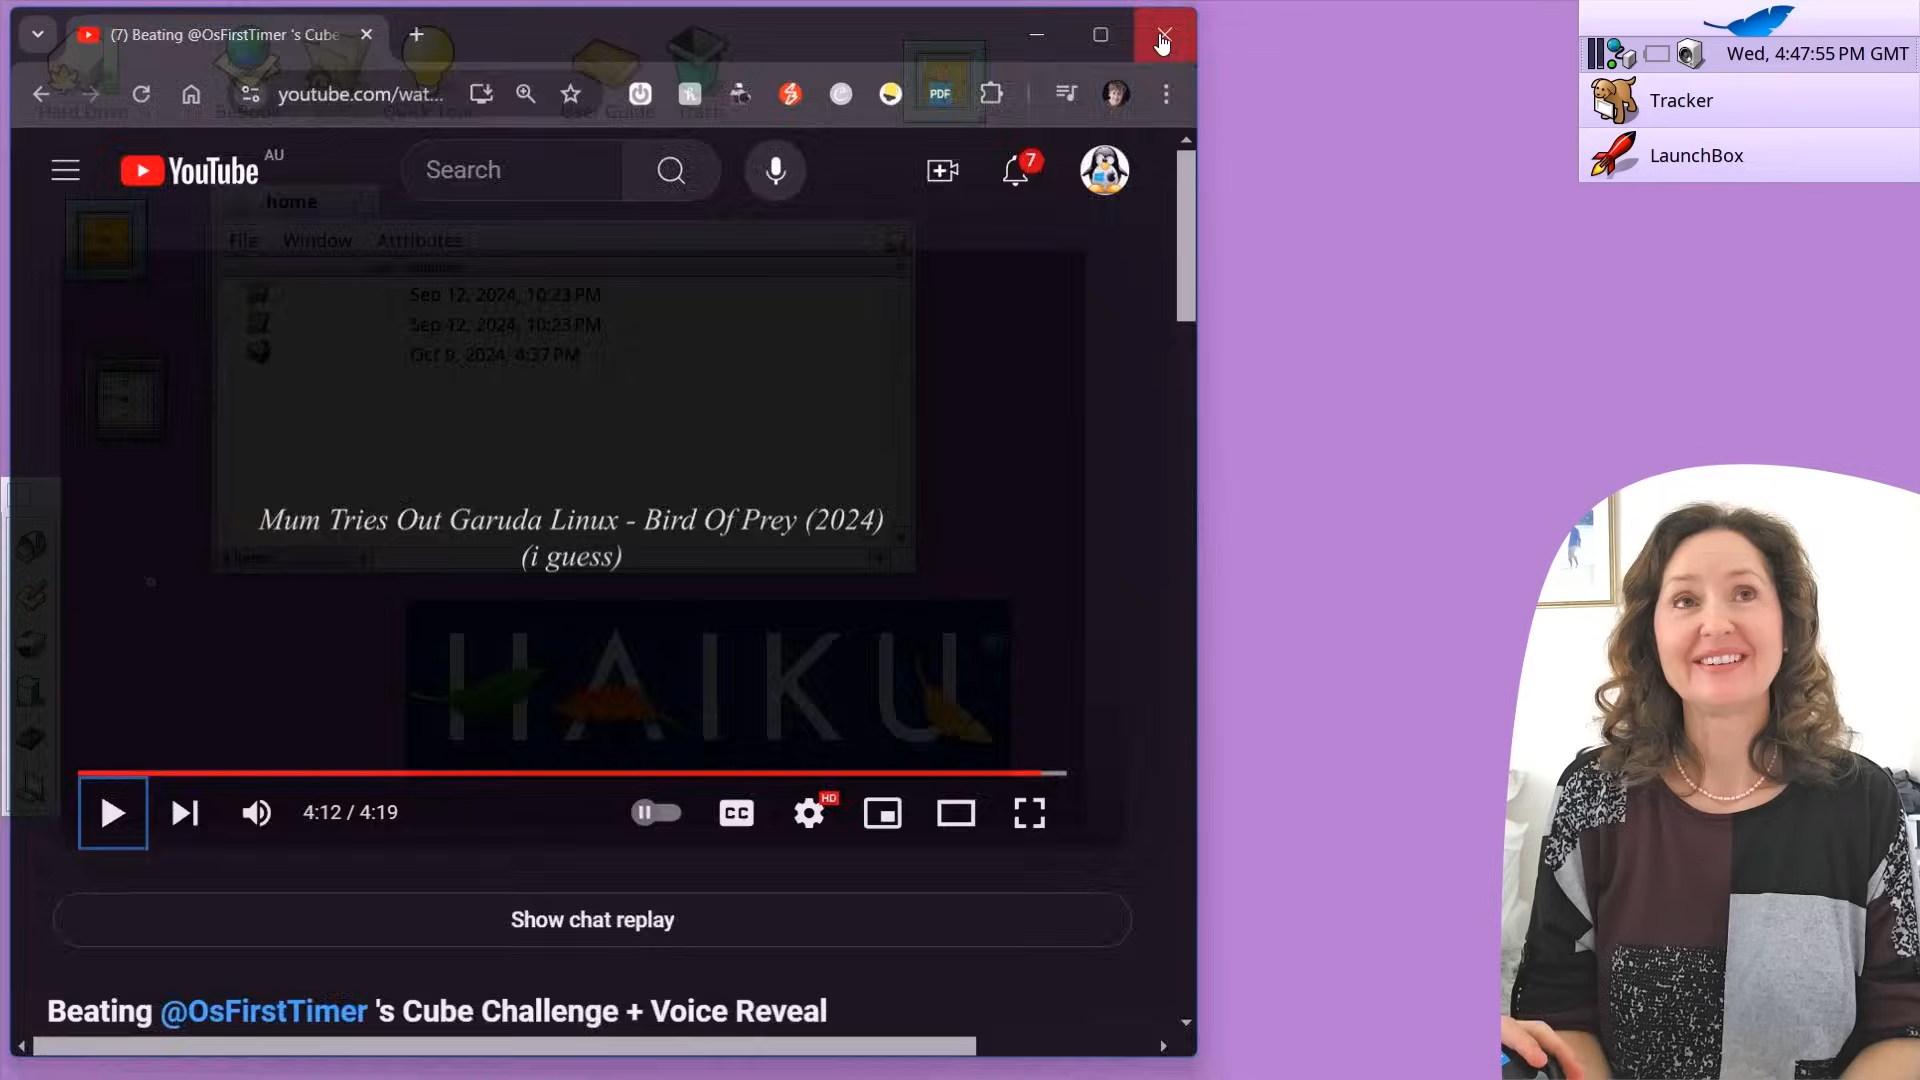 (7) Beating @OsFirstTimer 's Cube
Wed, 4:47:55 PM GMT
youtube.com/wat...
PDF
Tracker
LaunchBox
YouTube
AU
Search
7
home
File Window Attributes
Sep 12, 2024, 10:23 PM
Sep 12, 2024, 10:23 PM
Oct 9, 2024, 4:37 PM
Mum Tries Out Garuda Linux - Bird Of Prey (2024)
(i guess)
HAIKU
4:12 / 4:19
CC
HD
Show chat replay
Beating @OsFirstTimer 's Cube Challenge + Voice Reveal